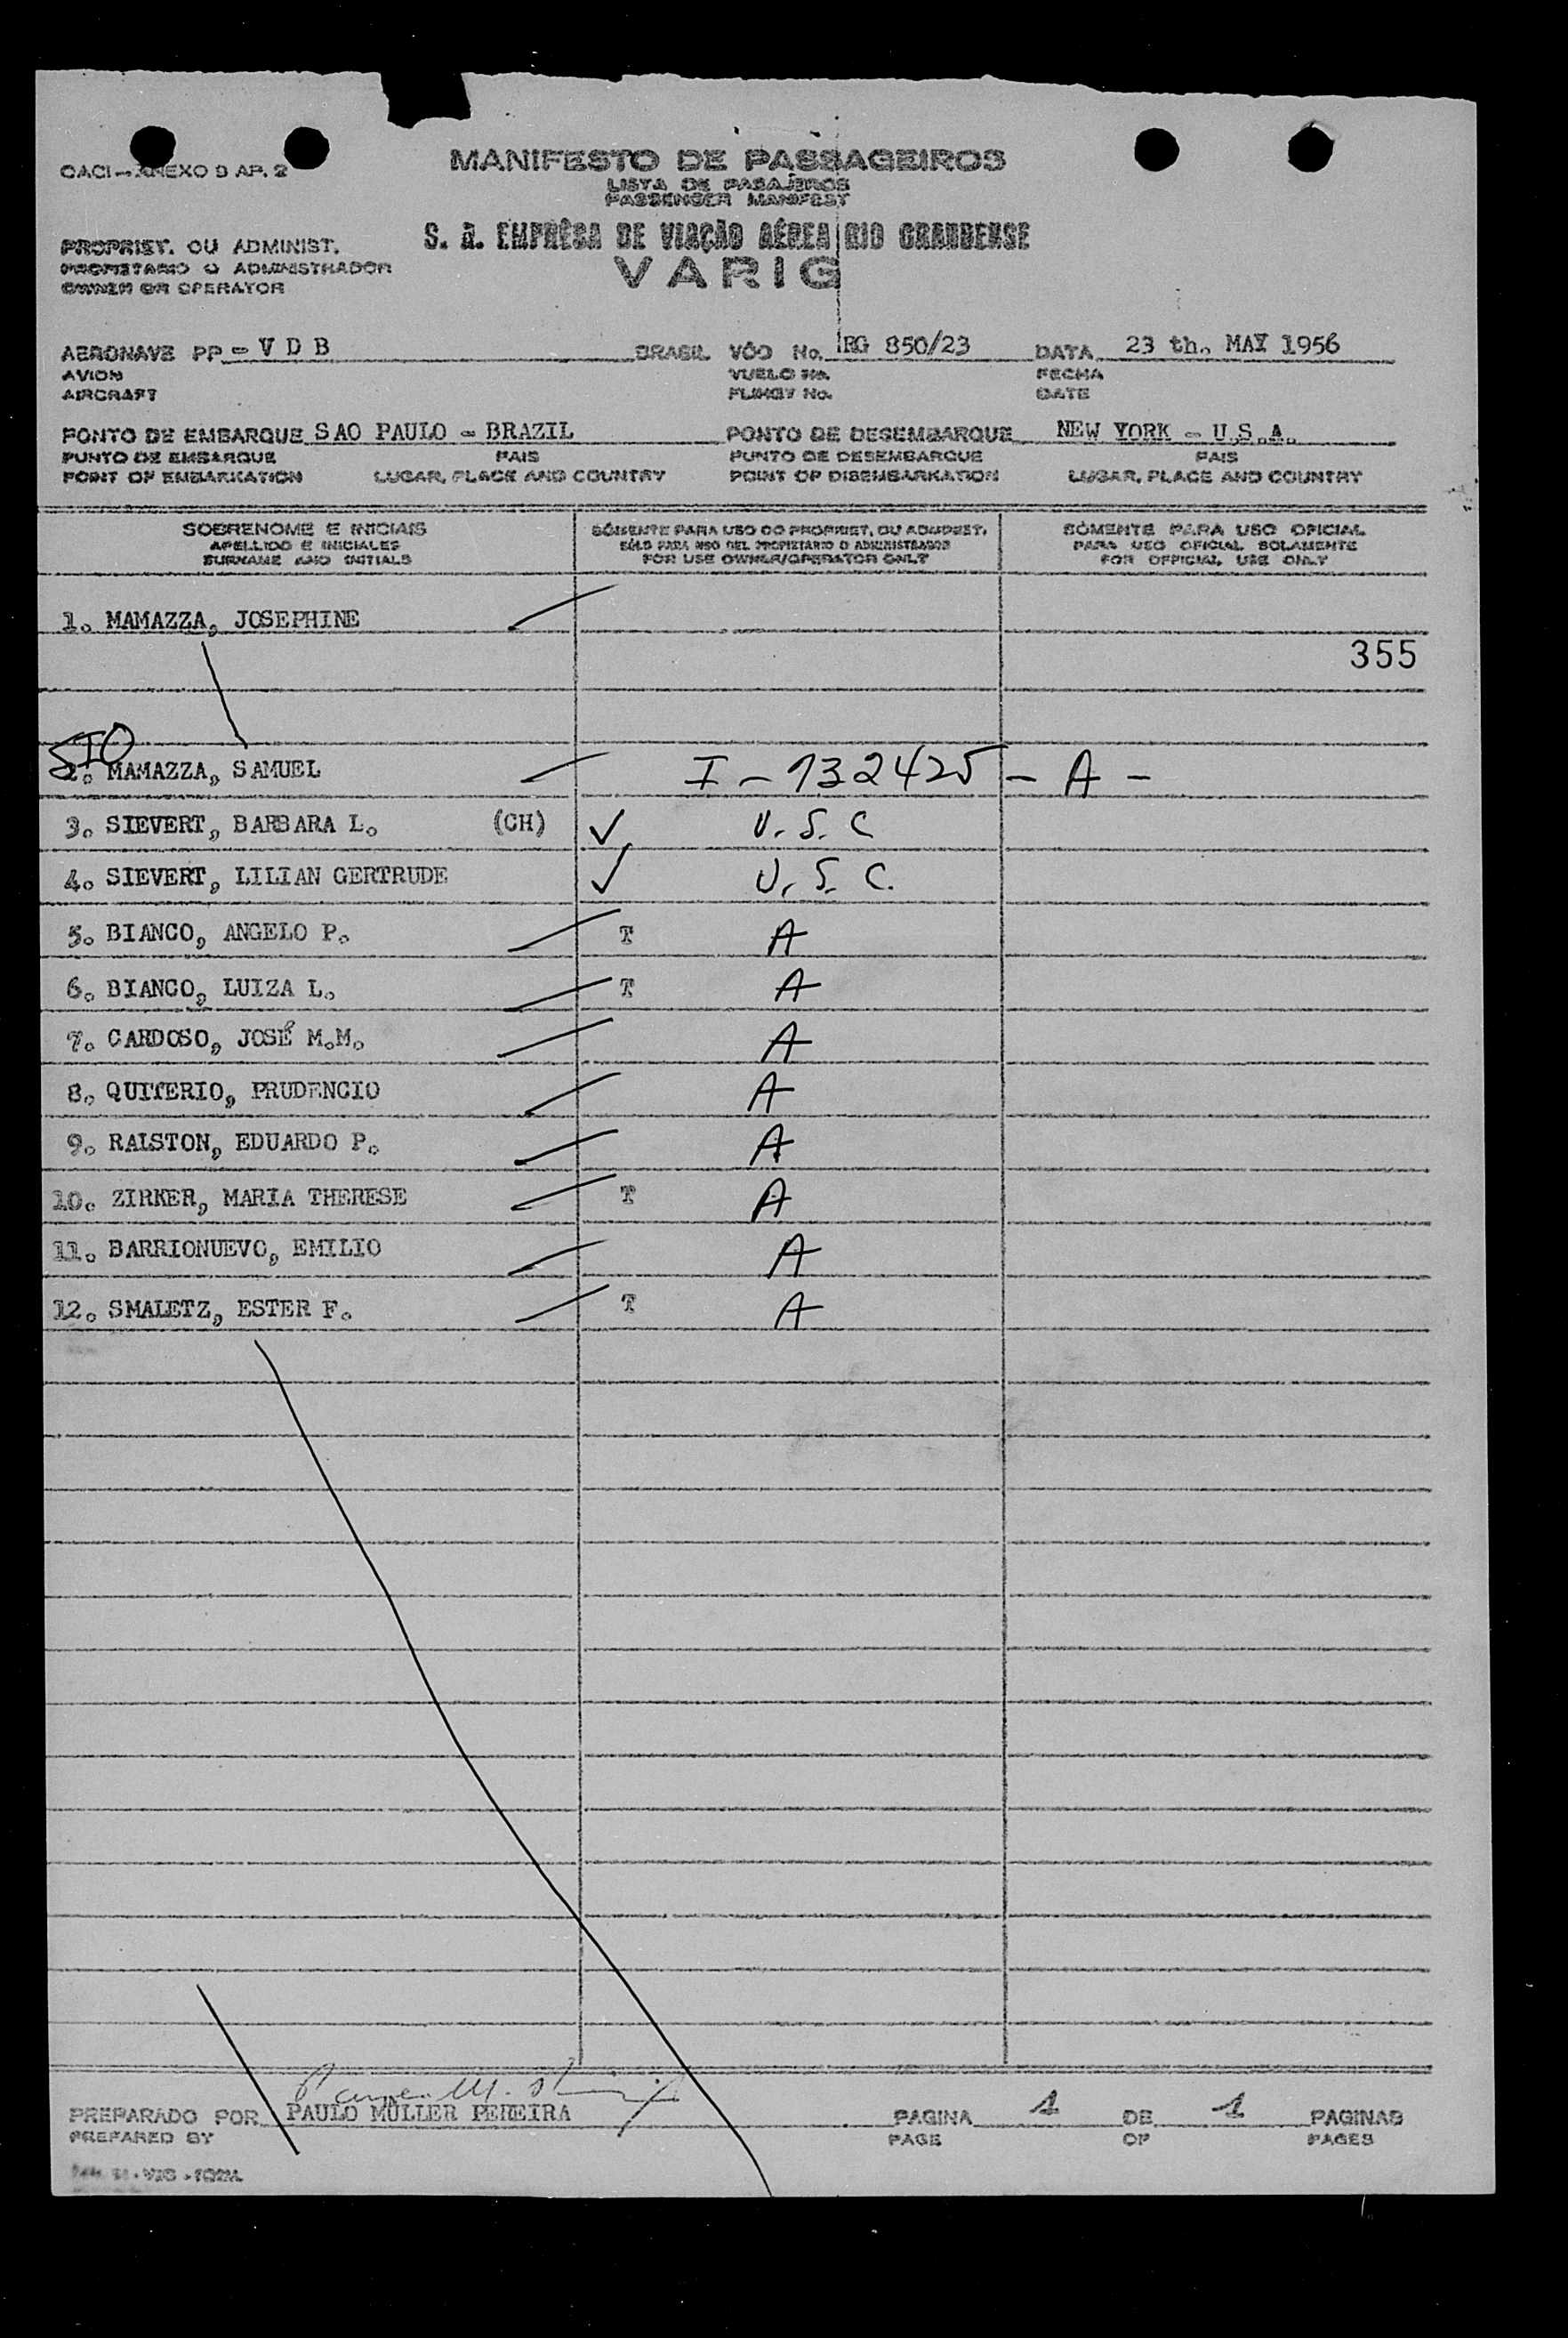 OACI - ANEXO 9 AP. 2
MANIFESTO DE PASSAGEIROS
LISTA DE PASAJEROS
PASSENGER MANIFEST
S. A. EMPRÊSA DE VIAÇÃO AÉREA RIO GRANDENSE
VARIG
PROPRIET. OU ADMINIST.
PROPIETARIO O ADMINISTRADOR
OWNER OR OPERATOR
AERONAVE PP - V D B BRASIL VÔO No. RG 850/23 DATA 23 th. MAY 1956
AVION VUELO No. FECHA
AIRCRAFT FLIHGT No. DATE
PONTO DE EMBARQUE SAO PAULO - BRAZIL PONTO DE DESEMBARQUE NEW YORK - U.S.A.
PUNTO DE EMBARQUE PAIS PUNTO DE DESEMBARQUE PAIS
POINT OF EMBARKATION LUGAR, PLACE AND COUNTRY POINT OF DISEMBARKATION LUGAR, PLACE AND COUNTRY
SOBRENOME E INICIAIS SÓMENTE PARA USO DO PROPRIET. OU ADMINIST. SÓMENTE PARA USO OFICIAL
APELLIDO E INICIALES SÓLO PARA USO DEL PROPIETARIO O ADMINISTRADOR PARA USO OFICIAL SOLAMENTE
SURNAME AND INITIALS FOR USE OWNER/OPERATOR ONLY FOR OFFICIAL USE ONLY
1. MAMAZZA, JOSEPHINE
355
2. MAMAZZA, SAMUEL I - 132425 - A -
3. SIEVERT, BARBARA L. (CH) ✓ U. S. C
4. SIEVERT, LILIAN GERTRUDE ✓ U. S. C.
5. BIANCO, ANGELO P. T A
6. BIANCO, LUIZA L. T A
7. CARDOSO, JOSÉ M.M. A
8. QUITERIO, PRUDENCIO A
9. RALSTON, EDUARDO P. A
10. ZIRKER, MARIA THERESE T A
11. BARRIONUEVO, EMILIO A
12. SMALETZ, ESTER F. T A
PREPARADO POR PAULO MÜLLER PEREIRA PAGINA 1 DE 1 PAGINAS
PREPARED BY PAGE OF PAGES